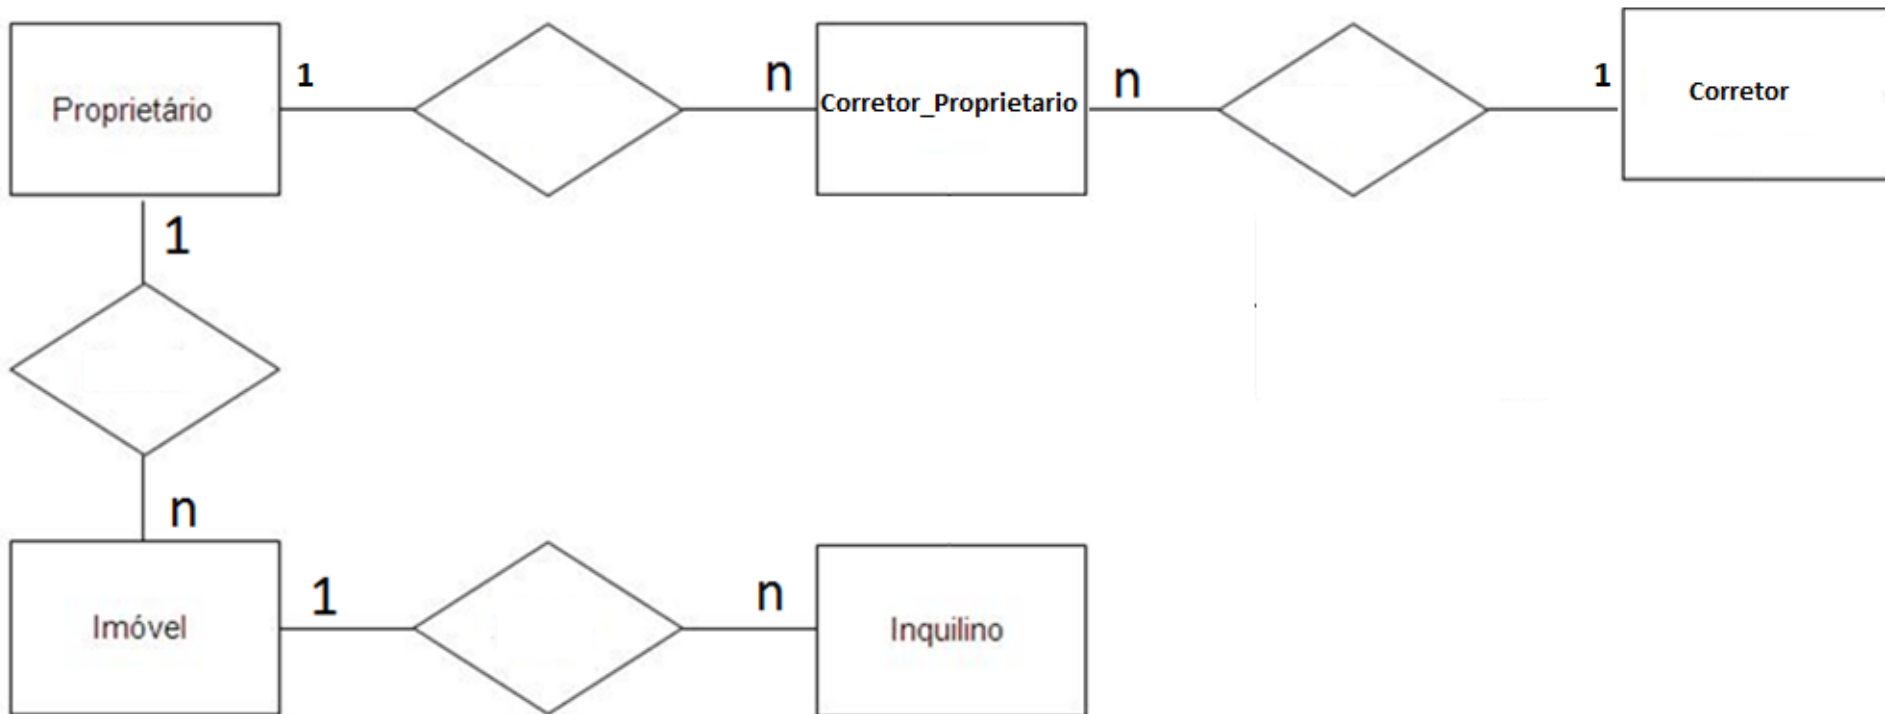 Proprietário
1
n
Corretor_Proprietario
n
1
Corretor
1
n
Imóvel
1
n
Inquilino